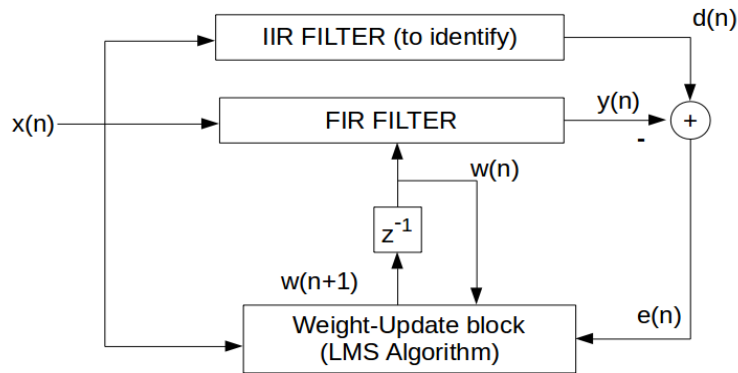 d(n)
IIR FILTER (to identify)
y(n)
x(n)
FIR FILTER
+
-
w(n)
z-1
w(n+1)
Weight-Update block
(LMS Algorithm)
e(n)